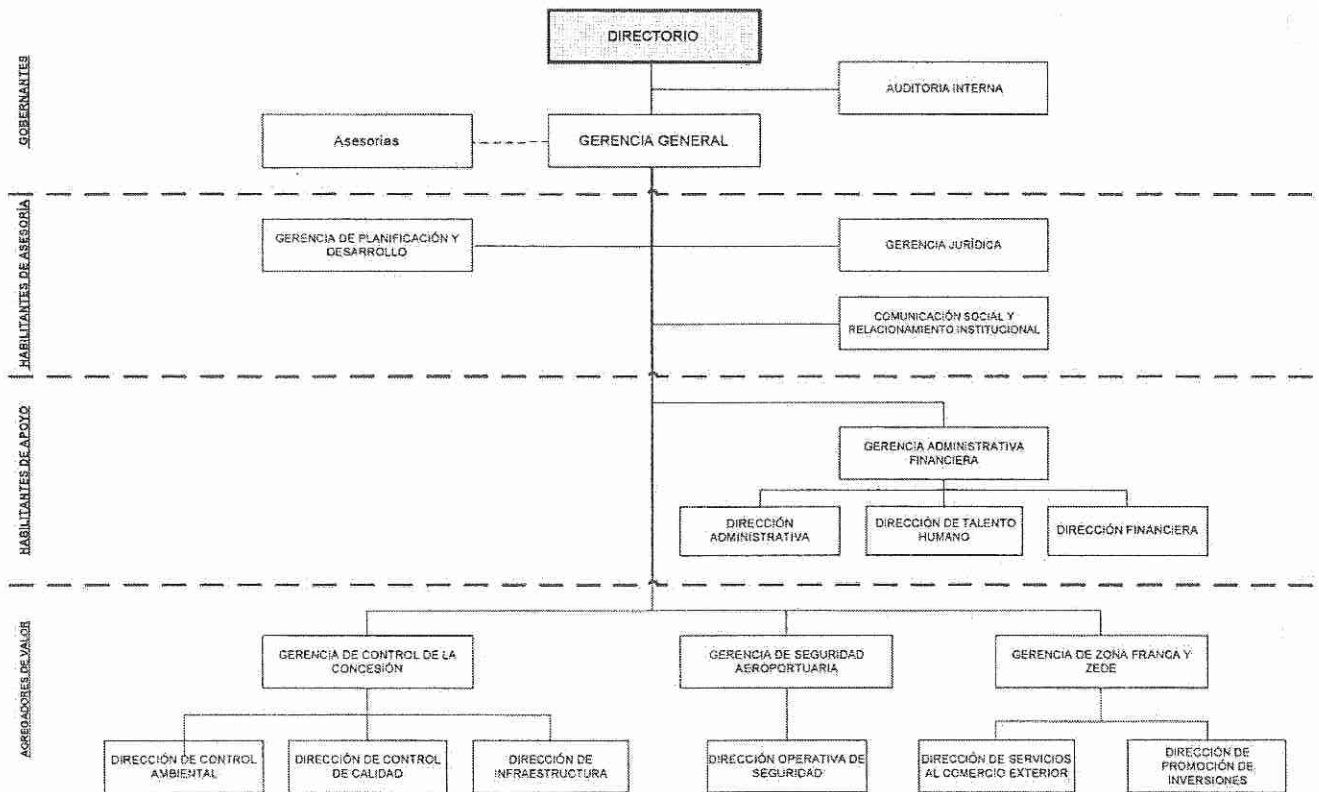 DIRECTORIO
GOBERNANTES
AUDITORIA INTERNA
Asesorías
GERENCIA GENERAL
HABILITANTES DE ASESORÍA
GERENCIA DE PLANIFICACIÓN Y
DESARROLLO
GERENCIA JURÍDICA
COMUNICACIÓN SOCIAL Y
RELACIONAMIENTO INSTITUCIONAL
HABILITANTES DE APOYO
GERENCIA ADMINISTRATIVA
FINANCIERA
DIRECCIÓN
ADMINISTRATIVA
DIRECCIÓN DE TALENTO
HUMANO
DIRECCIÓN FINANCIERA
AGREGADORES DE VALOR
GERENCIA DE CONTROL DE LA
CONCESIÓN
GERENCIA DE SEGURIDAD
AEROPORTUARIA
GERENCIA DE ZONA FRANCA Y
ZEDE
DIRECCIÓN DE CONTROL
AMBIENTAL
DIRECCIÓN DE CONTROL
DE CALIDAD
DIRECCIÓN DE
INFRAESTRUCTURA
DIRECCIÓN OPERATIVA DE
SEGURIDAD
DIRECCIÓN DE SERVICIOS
AL COMERCIO EXTERIOR
DIRECCIÓN DE
PROMOCIÓN DE
INVERSIONES